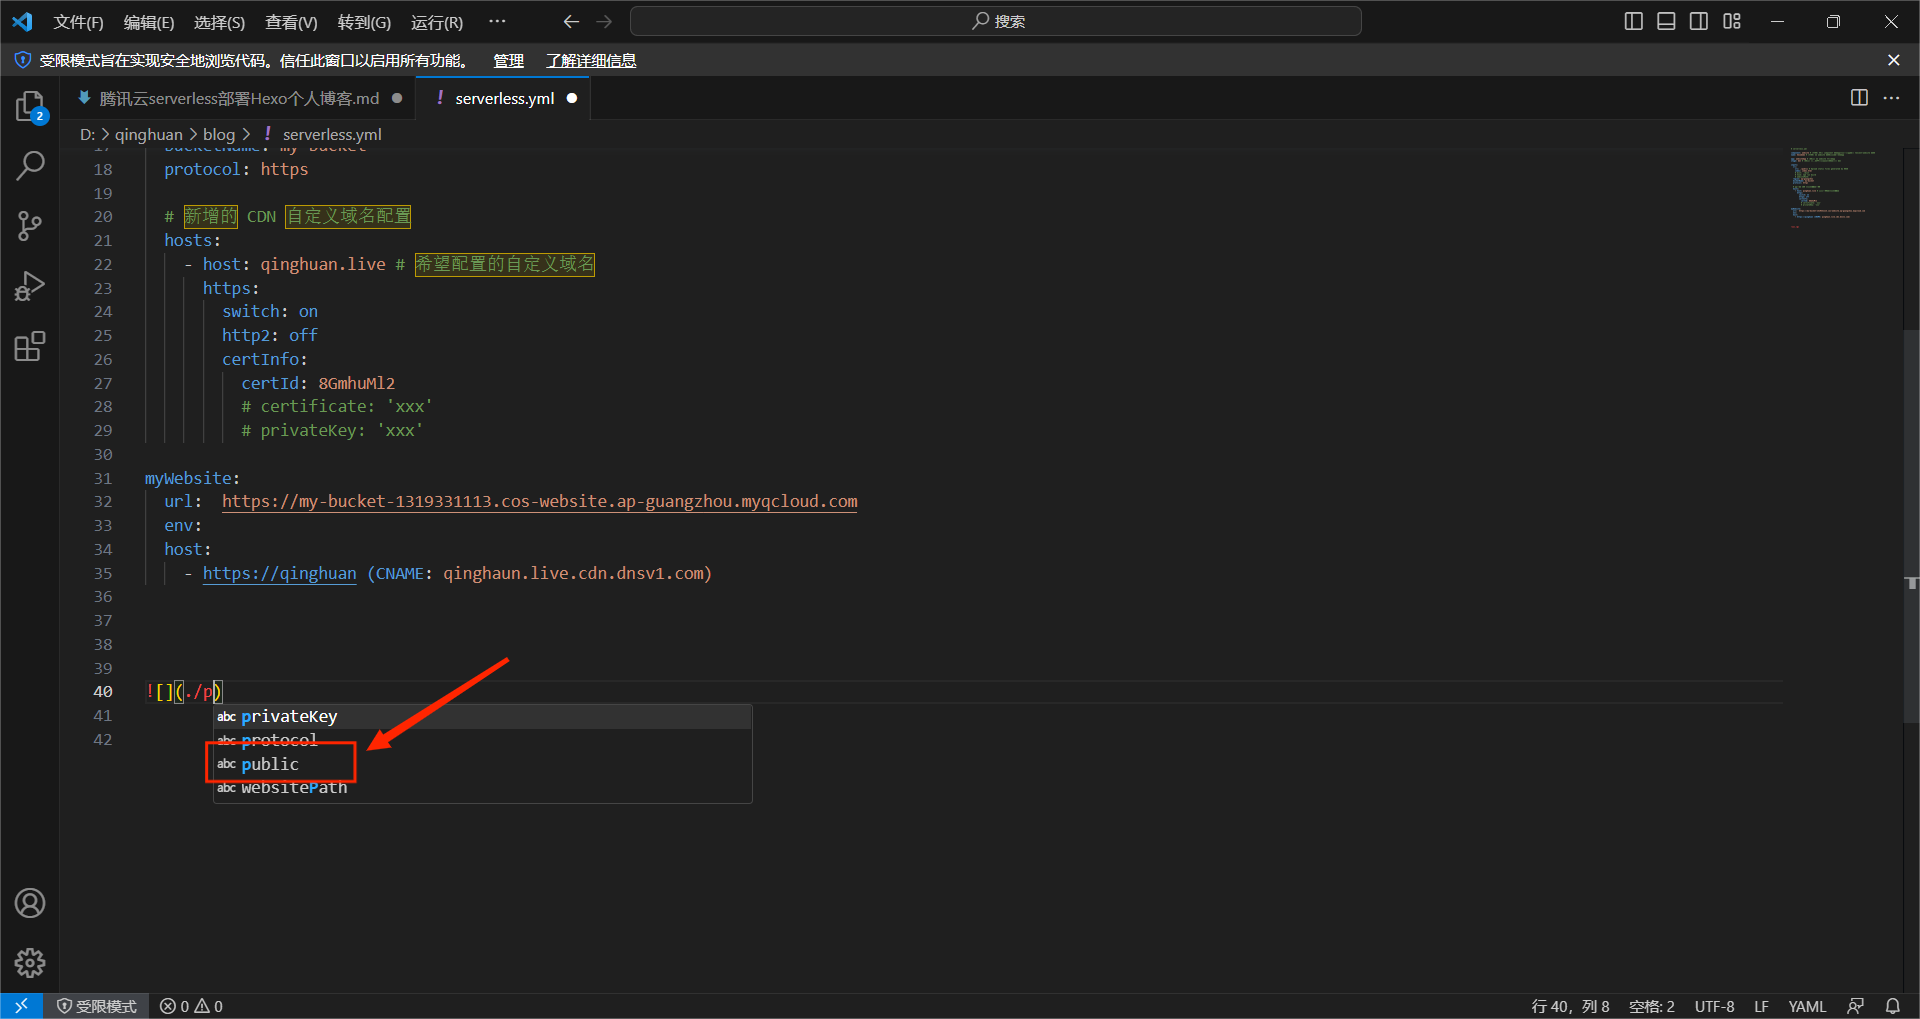 文件(F) 编辑(E) 选择(S) 查看(V) 转到(G) 运行(R) ··· 搜索
受限模式旨在实现安全地浏览代码。信任此窗口以启用所有功能。 管理 了解详细信息
2
腾讯云serverless部署Hexo个人博客.md ! serverless.yml
D: > qinghuan > blog > ! serverless.yml
17 bucketName: my-bucket
18 protocol: https
19
20 # 新增的 CDN 自定义域名配置
21 hosts:
22 - host: qinghuan.live # 希望配置的自定义域名
23 https:
24 switch: on
25 http2: off
26 certInfo:
27 certId: 8GmhuMl2
28 # certificate: 'xxx'
29 # privateKey: 'xxx'
30
31 myWebsite:
32 url: https://my-bucket-1319331113.cos-website.ap-guangzhou.myqcloud.com
33 env:
34 host:
35 - https://qinghuan (CNAME: qinghaun.live.cdn.dnsv1.com)
36
37
38
39
40 ![](./p)
41
42
abc privateKey
abc protocol
abc public
abc websitePath
受限模式 0 0 行 40，列 8 空格: 2 UTF-8 LF YAML